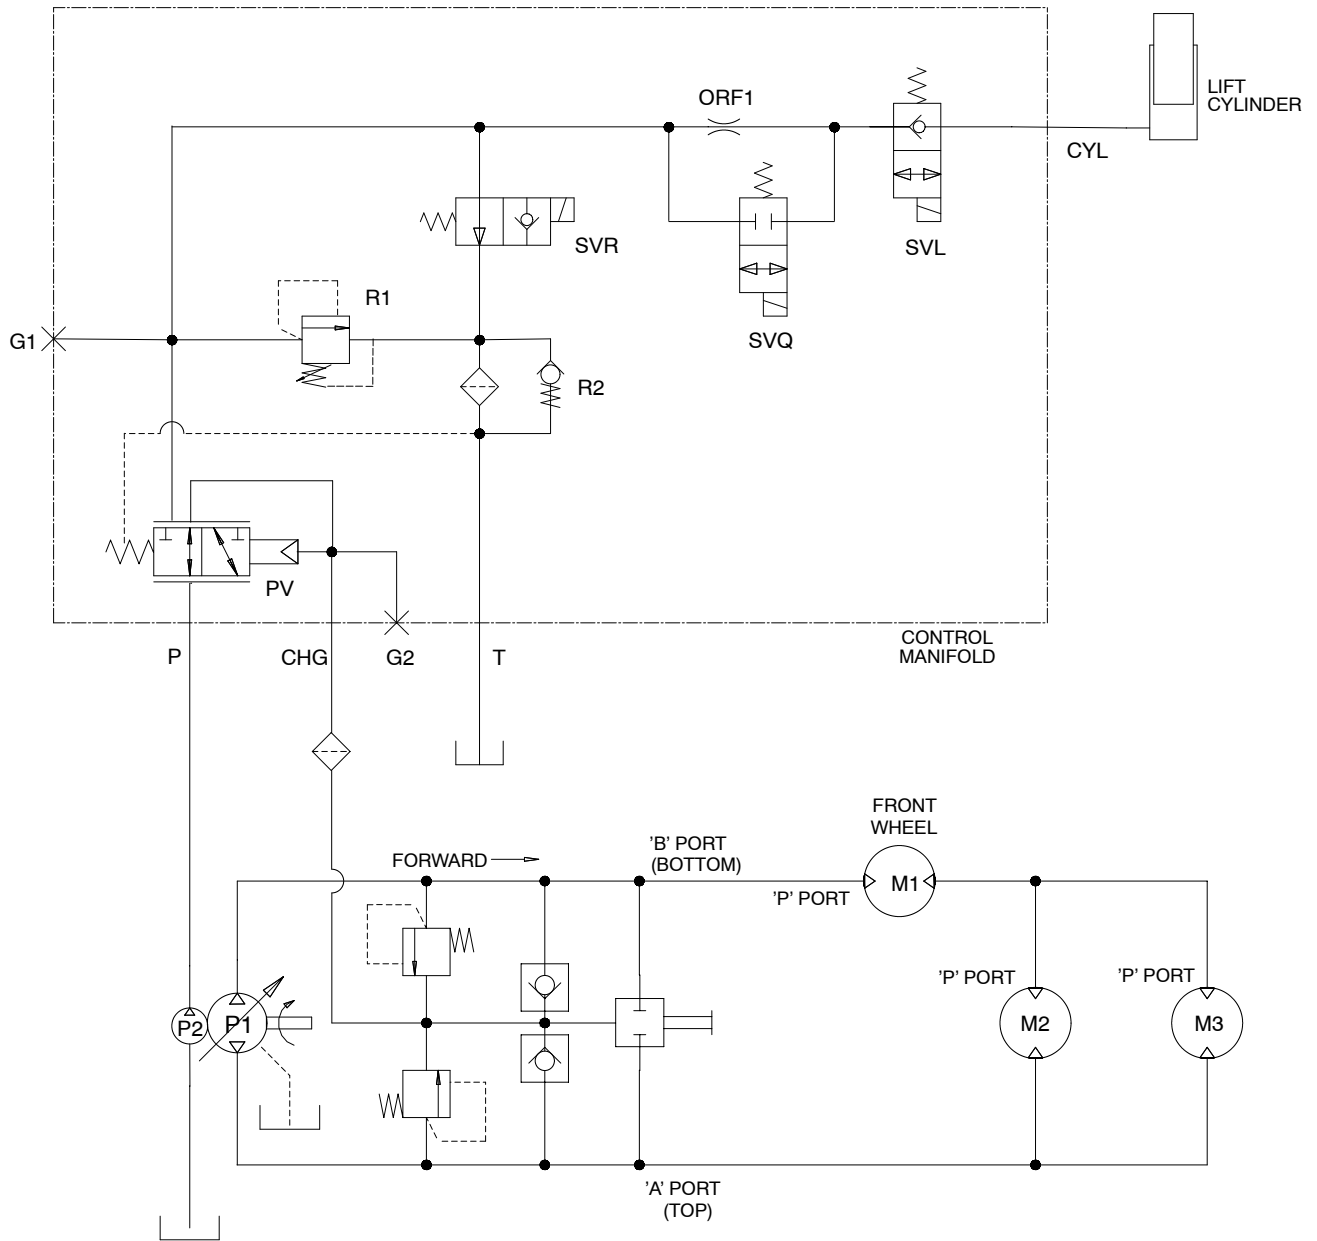 ORF1
LIFT
CYLINDER
CYL
SVR
SVL
R1
G1
SVQ
R2
PV
CONTROL
MANIFOLD
P
CHG
G2
T
FRONT
WHEEL
'B' PORT
(BOTTOM)
FORWARD
M1
'P' PORT
'P' PORT
'P' PORT
P2
P1
M2
M3
'A' PORT
(TOP)